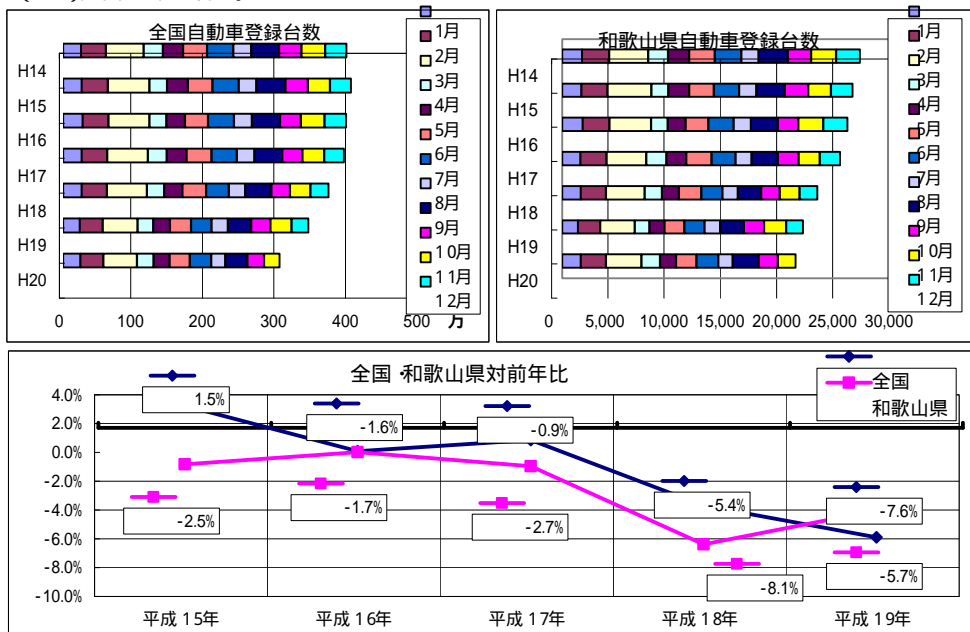 全国自動車登録台数
H14
H15
H16
H17
H18
H19
H20
0 100 200 300 400 500
万
1月
2月
3月
4月
5月
6月
7月
8月
9月
10月
11月
12月
和歌山県自動車登録台数
H14
H15
H16
H17
H18
H19
H20
0 5,000 10,000 15,000 20,000 25,000 30,000
1月
2月
3月
4月
5月
6月
7月
8月
9月
10月
11月
12月
全国・和歌山県対前年比
全国
和歌山県
4.0%
2.0%
0.0%
-2.0%
-4.0%
-6.0%
-8.0%
-10.0%
1.5%
-1.6%
-0.9%
-5.4%
-7.6%
-2.5%
-1.7%
-2.7%
-8.1%
-5.7%
平成15年 平成16年 平成17年 平成18年 平成19年